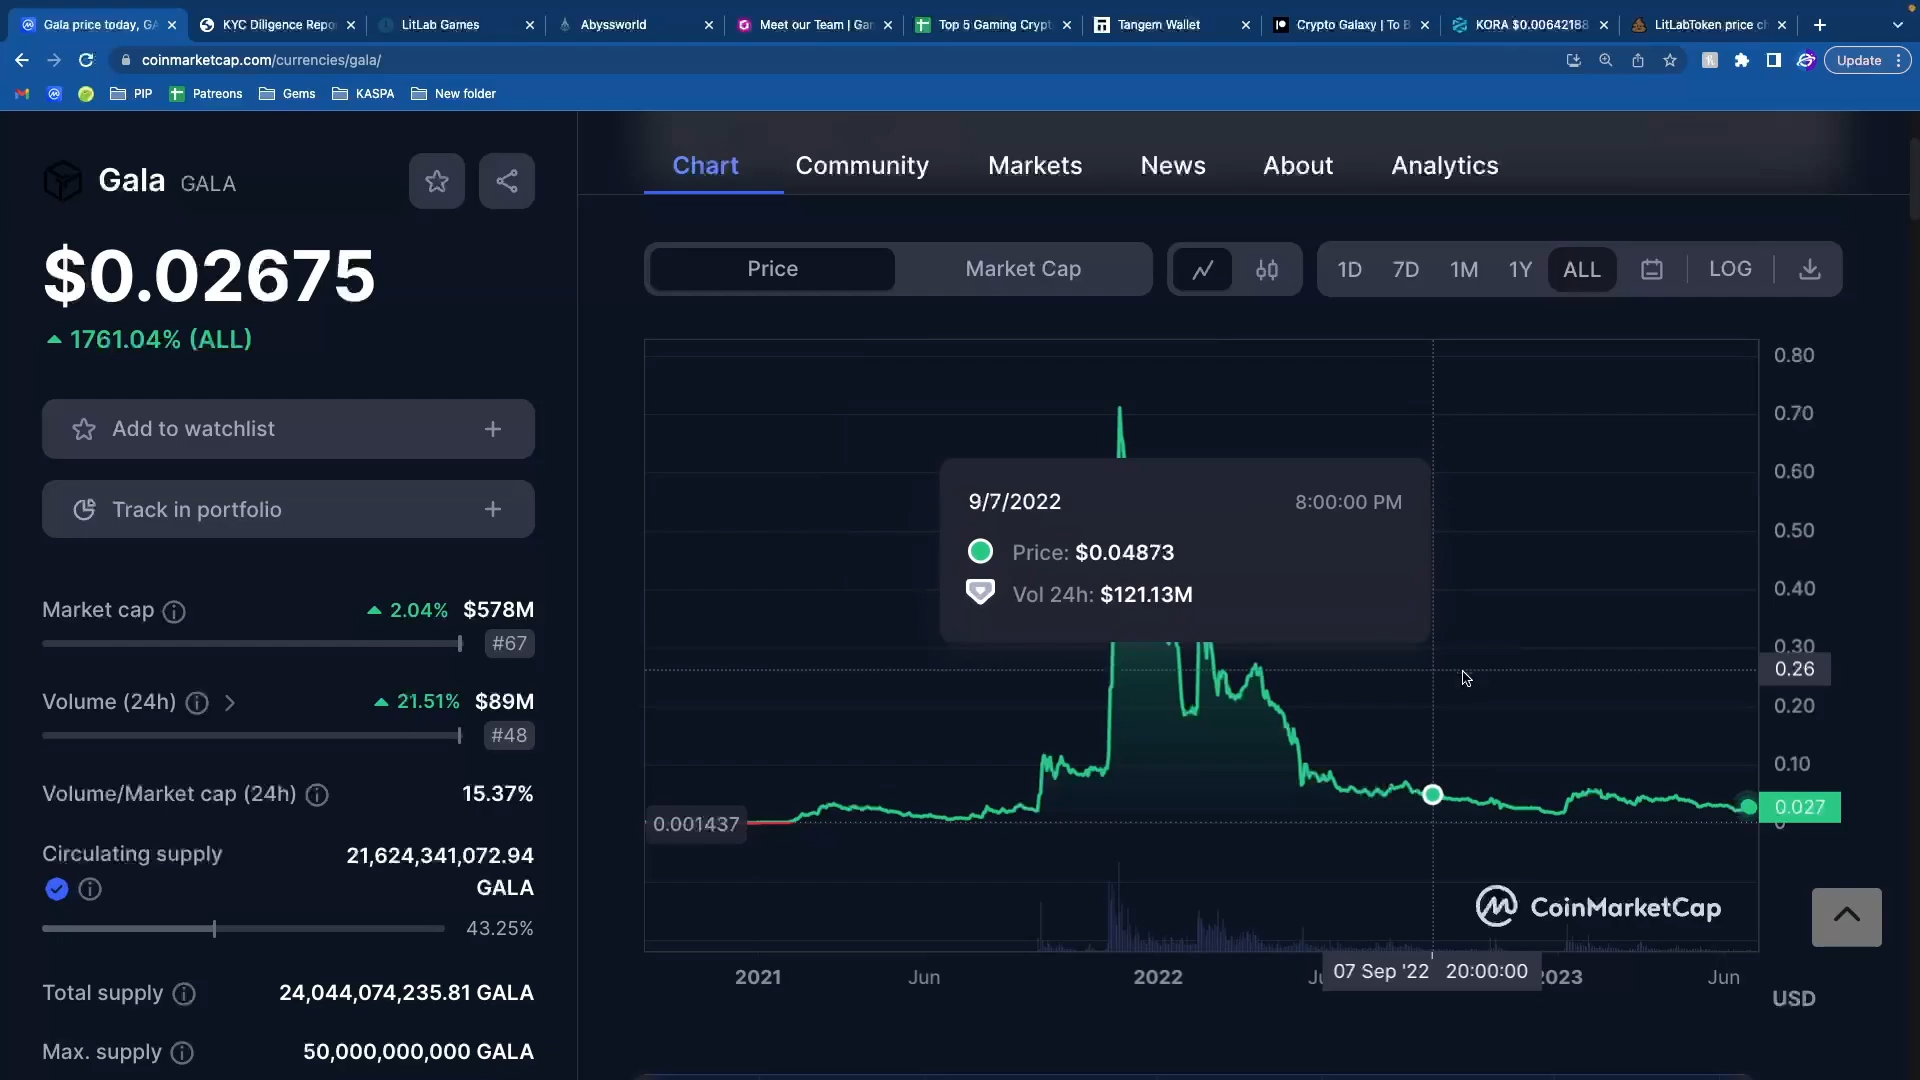 Gala price today, GA
KYC Diligence Repo
LitLab Games
Abyssworld
Meet our Team | Gam
Top 5 Gaming Crypt
Tangem Wallet
Crypto Galaxy | To B
KORA $0.00642188
LitLabToken price ch
coinmarketcap.com/currencies/gala/
Update
PIP
Patreons
Gems
KASPA
New folder
Gala GALA
$0.02675
1761.04% (ALL)
Add to watchlist
Track in portfolio
Market cap 2.04% $578M
#67
Volume (24h) 21.51% $89M
#48
Volume/Market cap (24h) 15.37%
Circulating supply 21,624,341,072.94
GALA
43.25%
Total supply 24,044,074,235.81 GALA
Max. supply 50,000,000,000 GALA
Chart Community Markets News About Analytics
Price Market Cap
1D 7D 1M 1Y ALL LOG
0.80
0.70
0.60
0.50
0.40
0.30
0.26
0.20
0.10
0.027
0
9/7/2022 8:00:00 PM
Price: $0.04873
Vol 24h: $121.13M
0.001437
CoinMarketCap
2021 Jun 2022 07 Sep '22 20:00:00 2023 Jun
USD